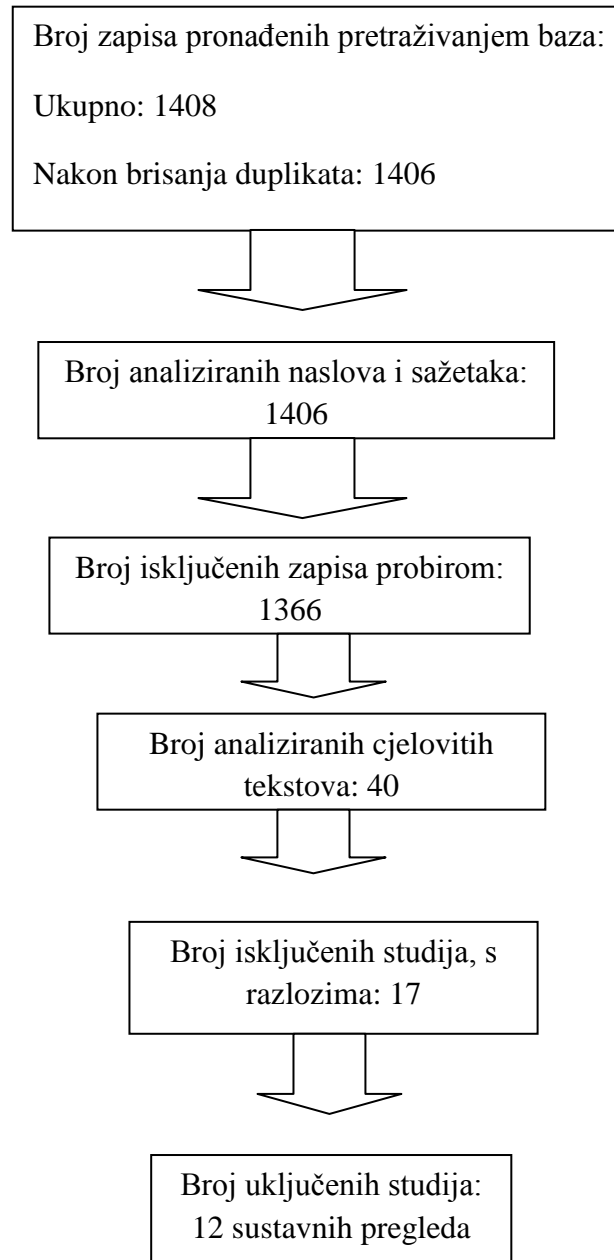 Broj zapisa pronađenih pretraživanjem baza:
Ukupno: 1408
Nakon brisanja duplikata: 1406
Broj analiziranih naslova i sažetaka:
1406
Broj isključenih zapisa probirom:
1366
Broj analiziranih cjelovitih
tekstova: 40
Broj isključenih studija, s
razlozima: 17
Broj uključenih studija:
12 sustavnih pregleda